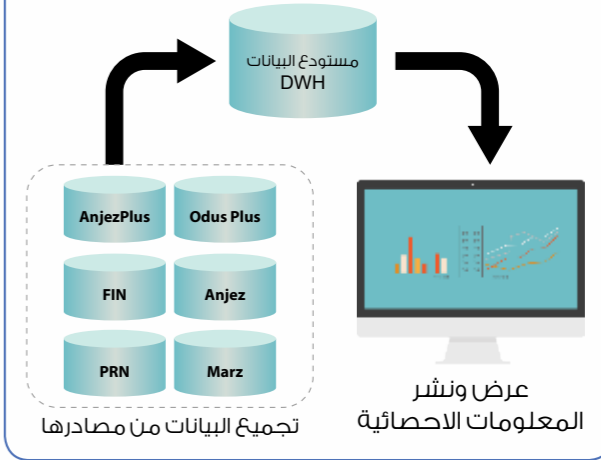 مستودع البيانات
DWH
AnjezPlus
Odus Plus
FIN
Anjez
PRN
Marz
تجميع البيانات من مصادرها
عرض ونشر
المعلومات الاحصائية